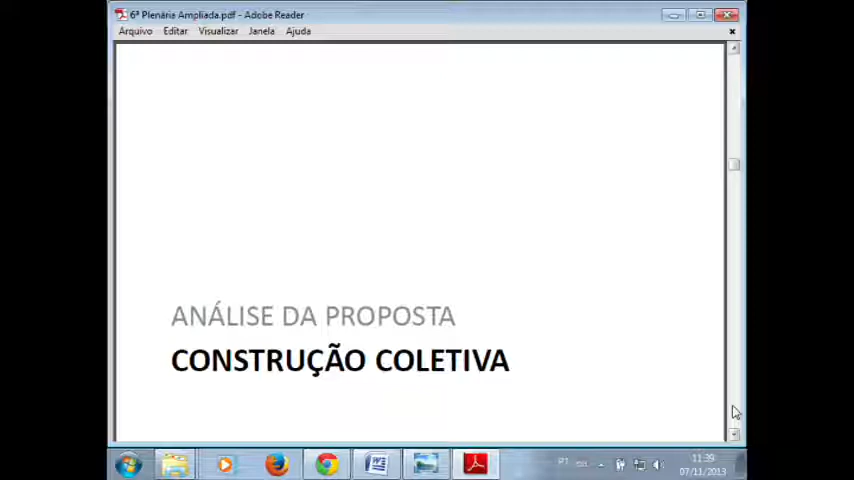 6ª Plenária Ampliada.pdf - Adobe Reader
Arquivo Editar Visualizar Janela Ajuda
ANÁLISE DA PROPOSTA
CONSTRUÇÃO COLETIVA
PT
11:39
07/11/2013